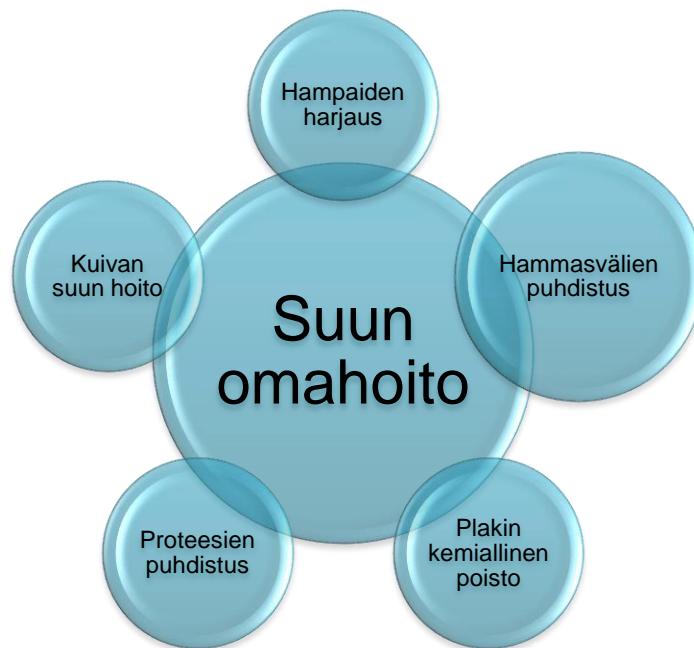 Hampaiden
harjaus
Hammasvälien
puhdistus
Kuivan
suun hoito
Suun
omahoito
Proteesien
puhdistus
Plakin
kemiallinen
poisto